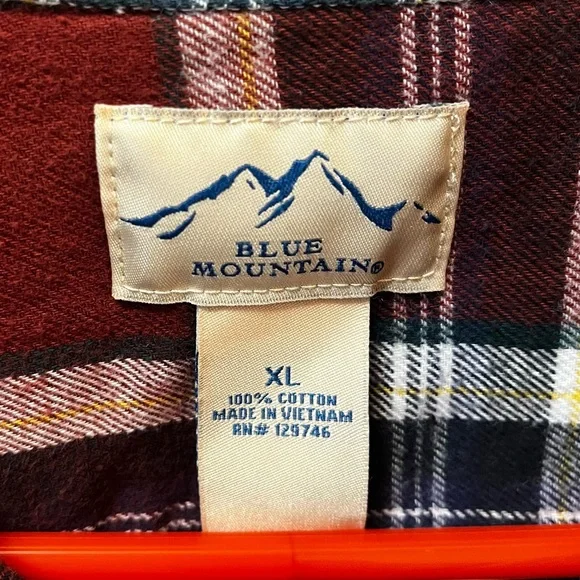 BLUE
MOUNTAIN®
XL
100% COTTON
MADE IN VIETNAM
RN# 129746